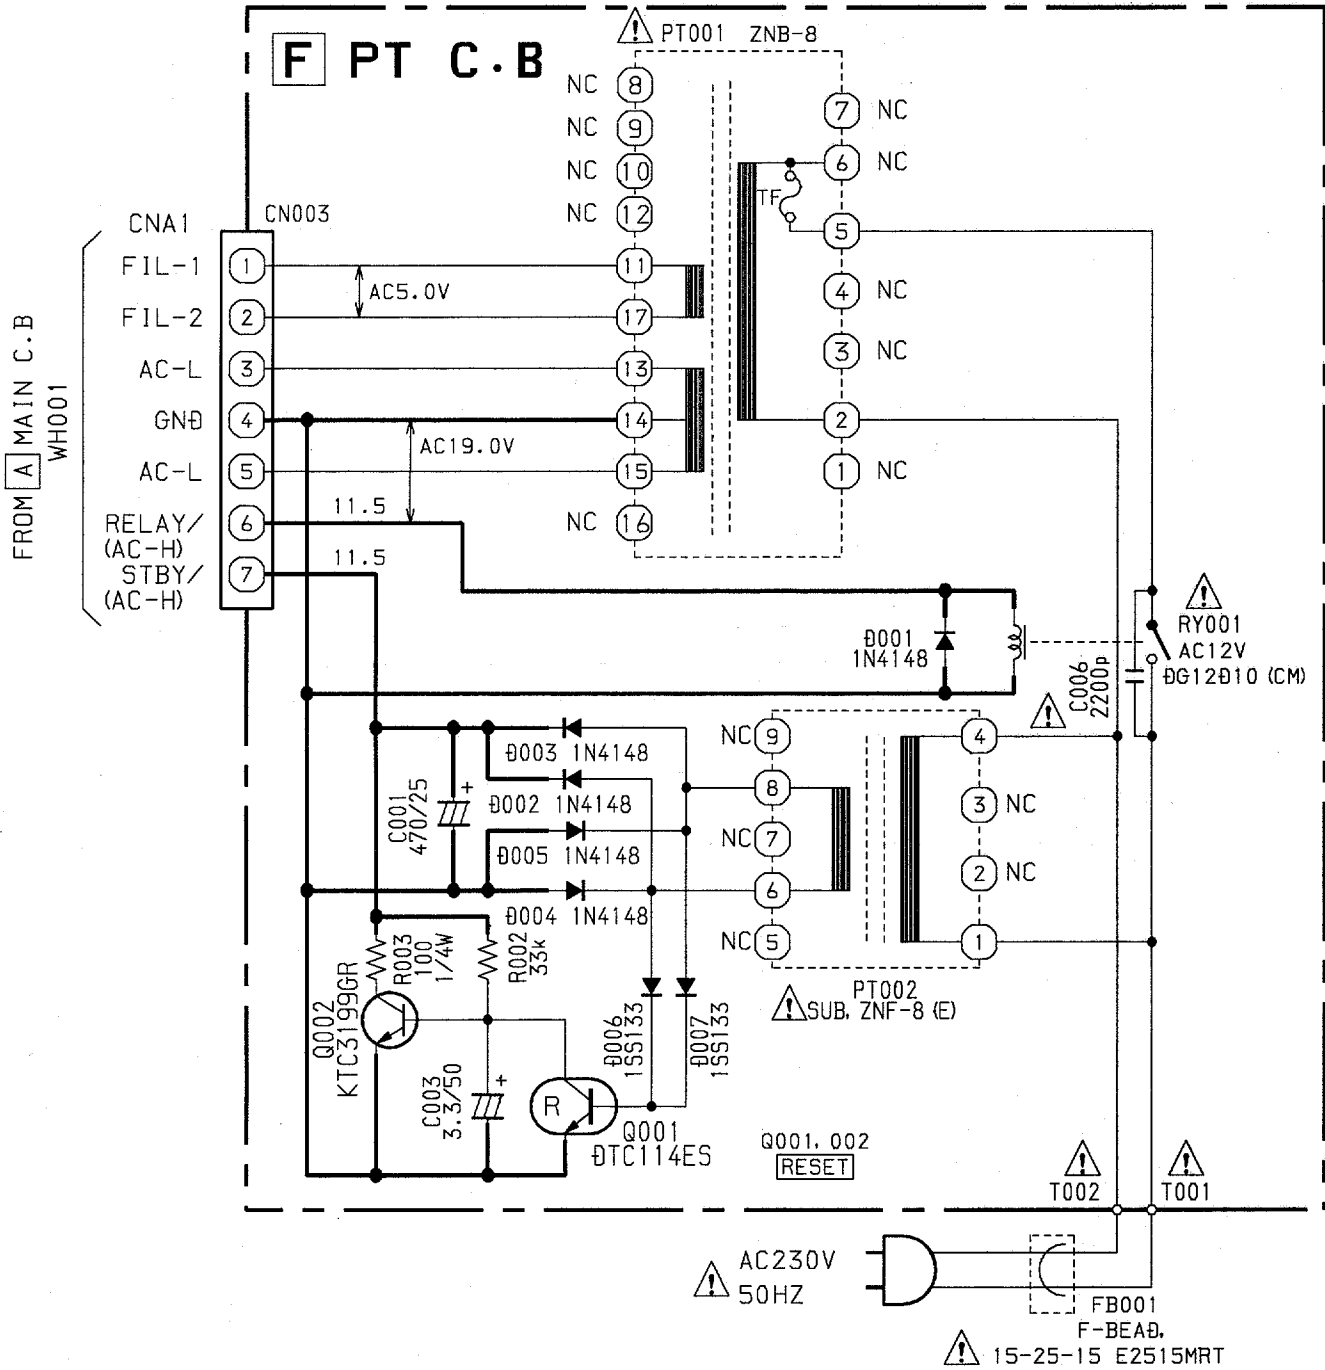 F PT C.B
PT001 ZNB-8
NC 8
NC 9
NC 10
NC 12
11
17
13
14
15
NC 16
7 NC
6 NC
TF
5
4 NC
3 NC
2
1 NC
CNA1
CN003
FIL-1 1
FIL-2 2
AC-L 3
GND 4
AC-L 5
RELAY/
(AC-H) 6
STBY/
(AC-H) 7
FROM A MAIN C.B
WH001
AC5.0V
AC19.0V
11.5
11.5
D001
1N4148
RY001
AC12V
DG12D10 (CM)
C006
2200p
D003 1N4148
D002 1N4148
D005 1N4148
D004 1N4148
C001
470/25
+
NC 9
8
NC 7
6
NC 5
4
3 NC
2 NC
1
PT002
SUB, ZNF-8 (E)
R003
100
1/4W
R002
33k
Q002
KTC3199GR
C003
3.3/50
+
D006
1SS133
D007
1SS133
R
Q001
DTC114ES
Q001, 002
RESET
T002
T001
AC230V
50HZ
FB001
F-BEAD,
15-25-15 E2515MRT